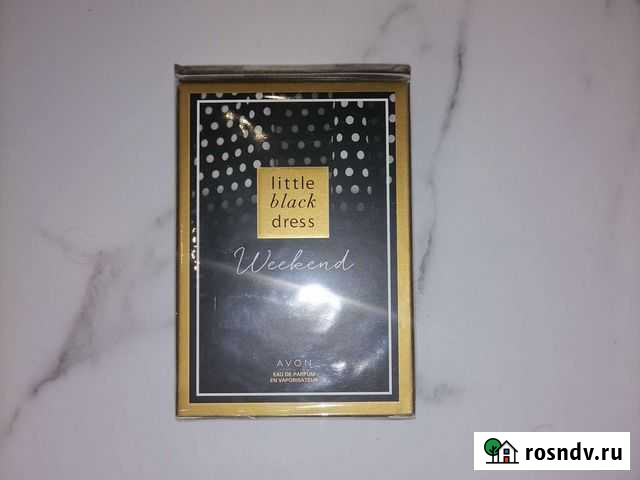 little
black
dress
Weekend
AVON
EAU DE PARFUM
EN VAPORISATEUR
rosndv.ru